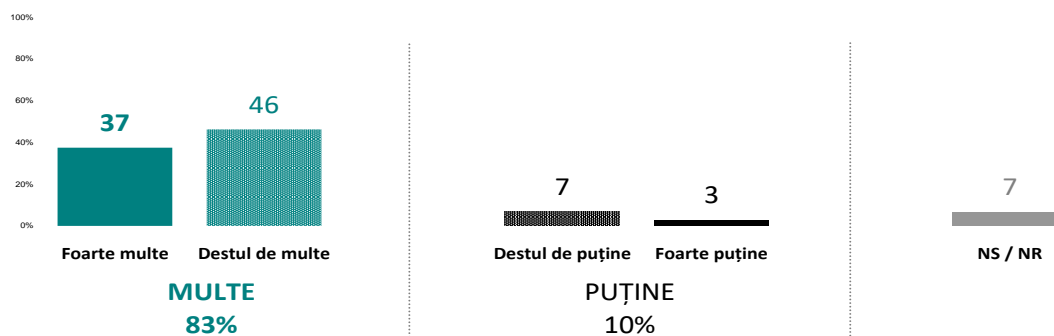 100%
80%
60%
40%
20%
0%
37
46
7
3
7
Foarte multe
Destul de multe
Destul de puține
Foarte puține
NS / NR
MULTE
PUȚINE
83%
10%